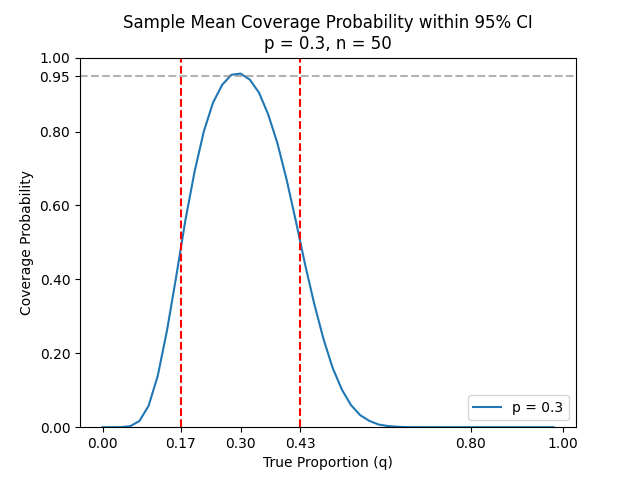 Sample Mean Coverage Probability within 95% CI
p = 0.3, n = 50
1.00
0.95
0.80
0.60
0.40
0.20
0.00
Coverage Probability
p = 0.3
0.00 0.17 0.30 0.43 0.80 1.00
True Proportion (q)